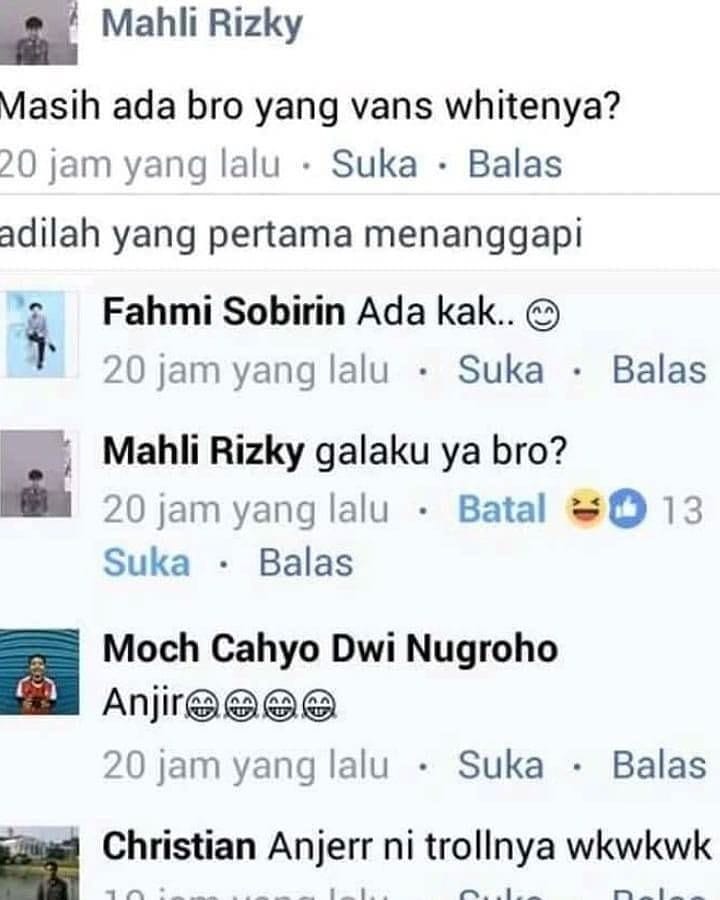 Mahli Rizky
Masih ada bro yang vans whitenya?
20 jam yang lalu · Suka · Balas
adilah yang pertama menanggapi
Fahmi Sobirin Ada kak.. 😊
20 jam yang lalu · Suka · Balas
Mahli Rizky galaku ya bro?
20 jam yang lalu · Batal 😆👍 13
Suka · Balas
Moch Cahyo Dwi Nugroho
Anjir😁😁😁😁
20 jam yang lalu · Suka · Balas
Christian Anjerr ni trollnya wkwkwk